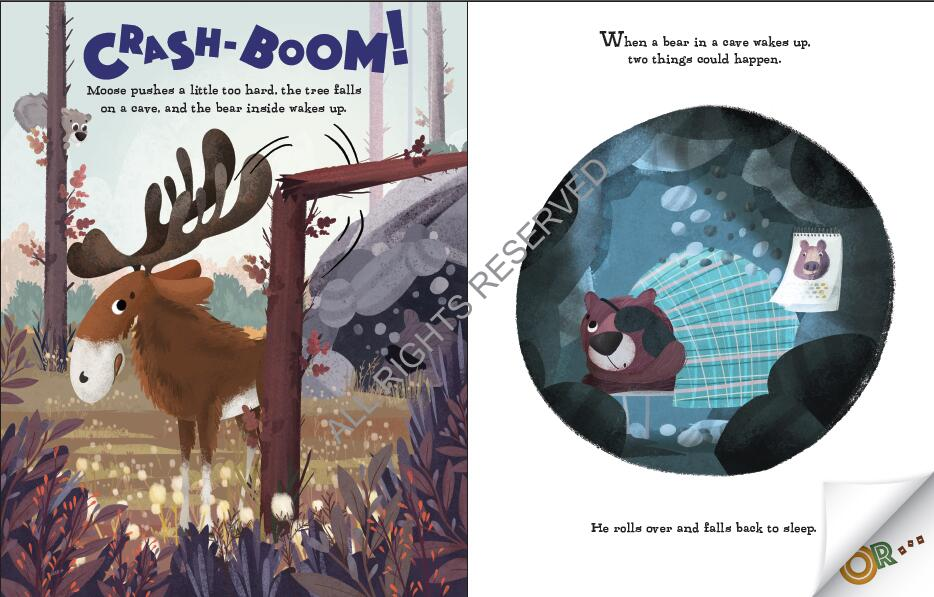 CRASH-BOOM!
Moose pushes a little too hard, the tree falls
on a cave, and the bear inside wakes up.
When a bear in a cave wakes up,
two things could happen.
ALL RIGHTS RESERVED
He rolls over and falls back to sleep.
OR...